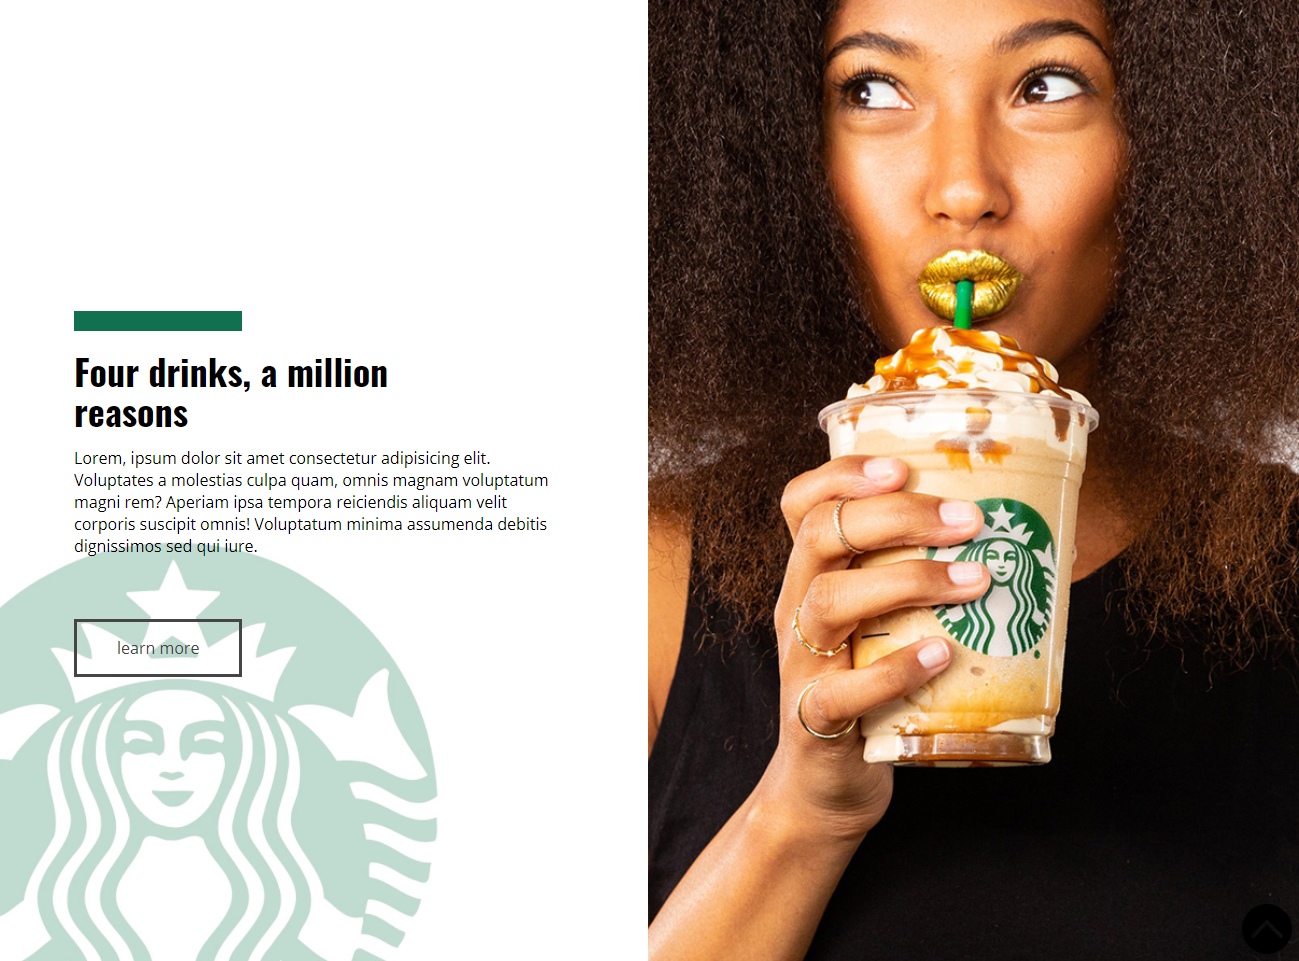 Four drinks, a million
reasons
Lorem, ipsum dolor sit amet consectetur adipisicing elit.
Voluptates a molestias culpa quam, omnis magnam voluptatum
magni rem? Aperiam ipsa tempora reiciendis aliquam velit
corporis suscipit omnis! Voluptatum minima assumenda debitis
dignissimos sed qui iure.
learn more